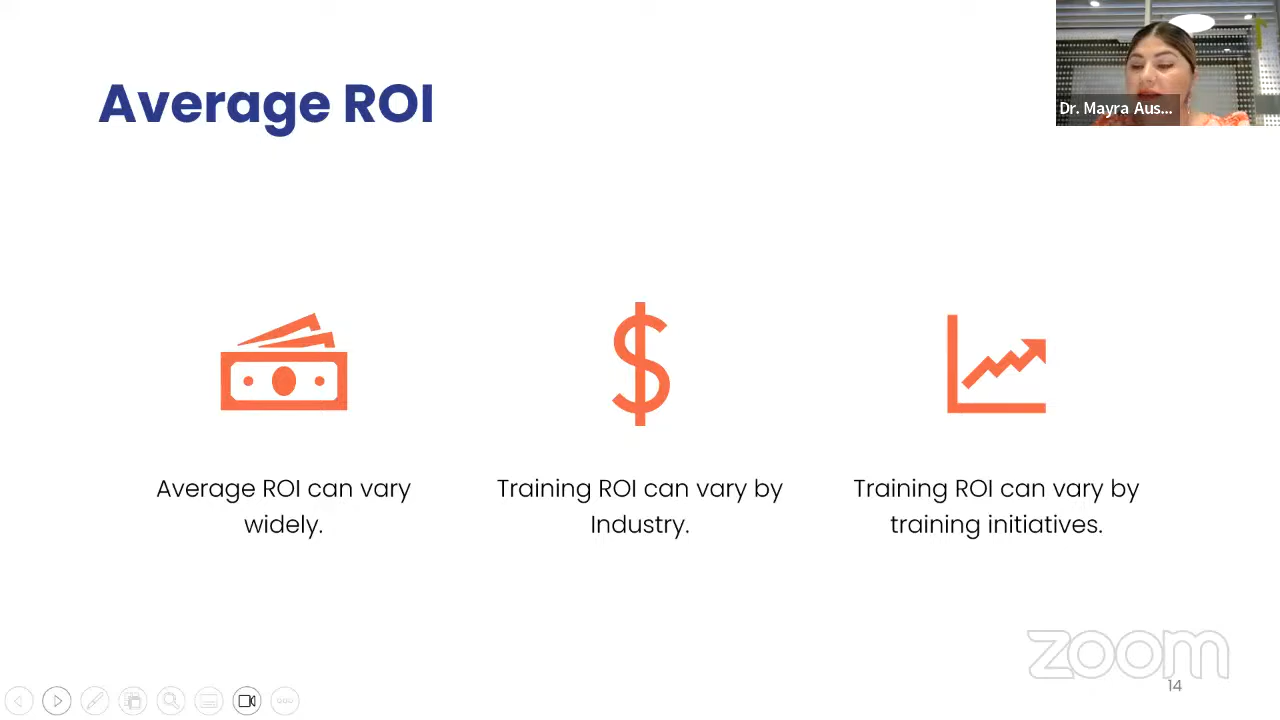 Average ROI
Dr. Mayra Aus...
Average ROI can vary
widely.
Training ROI can vary by
Industry.
Training ROI can vary by
training initiatives.
zoom
14